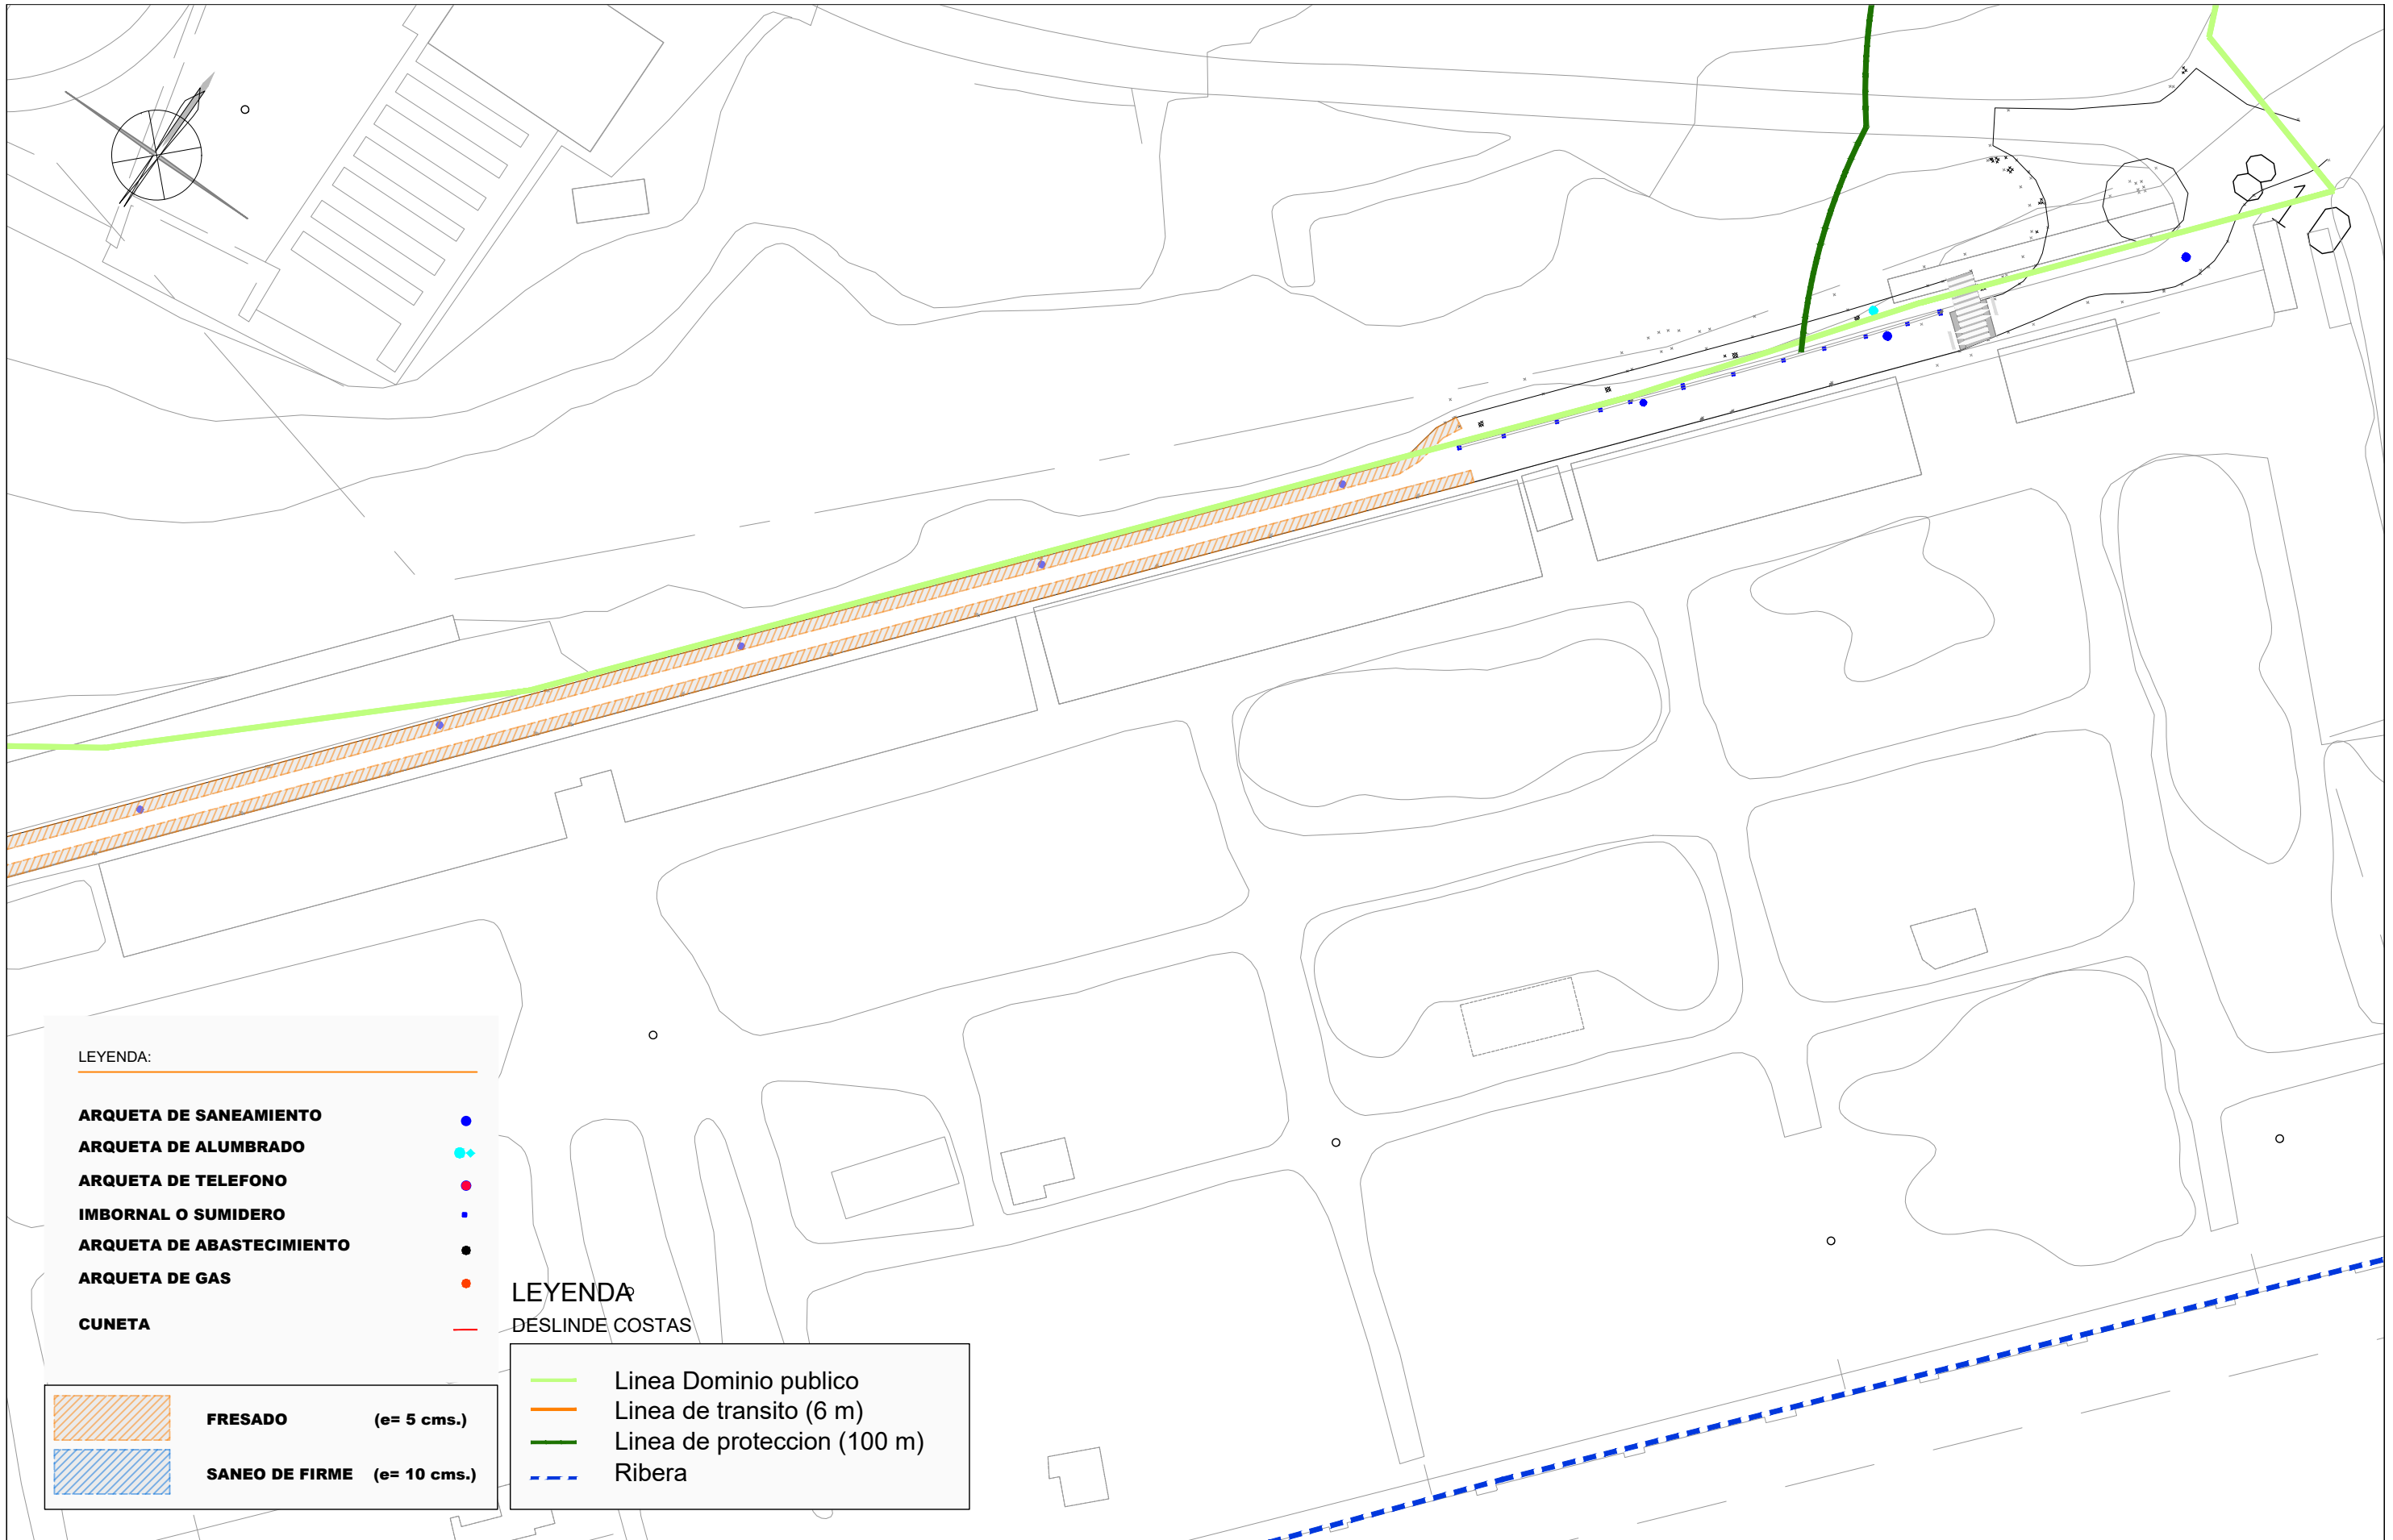 LEYENDA:
ARQUETA DE SANEAMIENTO
ARQUETA DE ALUMBRADO
ARQUETA DE TELEFONO
IMBORNAL O SUMIDERO
ARQUETA DE ABASTECIMIENTO
ARQUETA DE GAS
CUNETA
FRESADO (e= 5 cms.)
SANEO DE FIRME (e= 10 cms.)
LEYENDA
DESLINDE COSTAS
Linea Dominio publico
Linea de transito (6 m)
Linea de proteccion (100 m)
Ribera